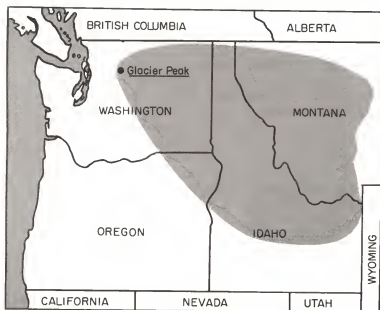 BRITISH COLUMBIA
ALBERTA
Glacier Peak
WASHINGTON
MONTANA
OREGON
IDAHO
WYOMING
CALIFORNIA
NEVADA
UTAH